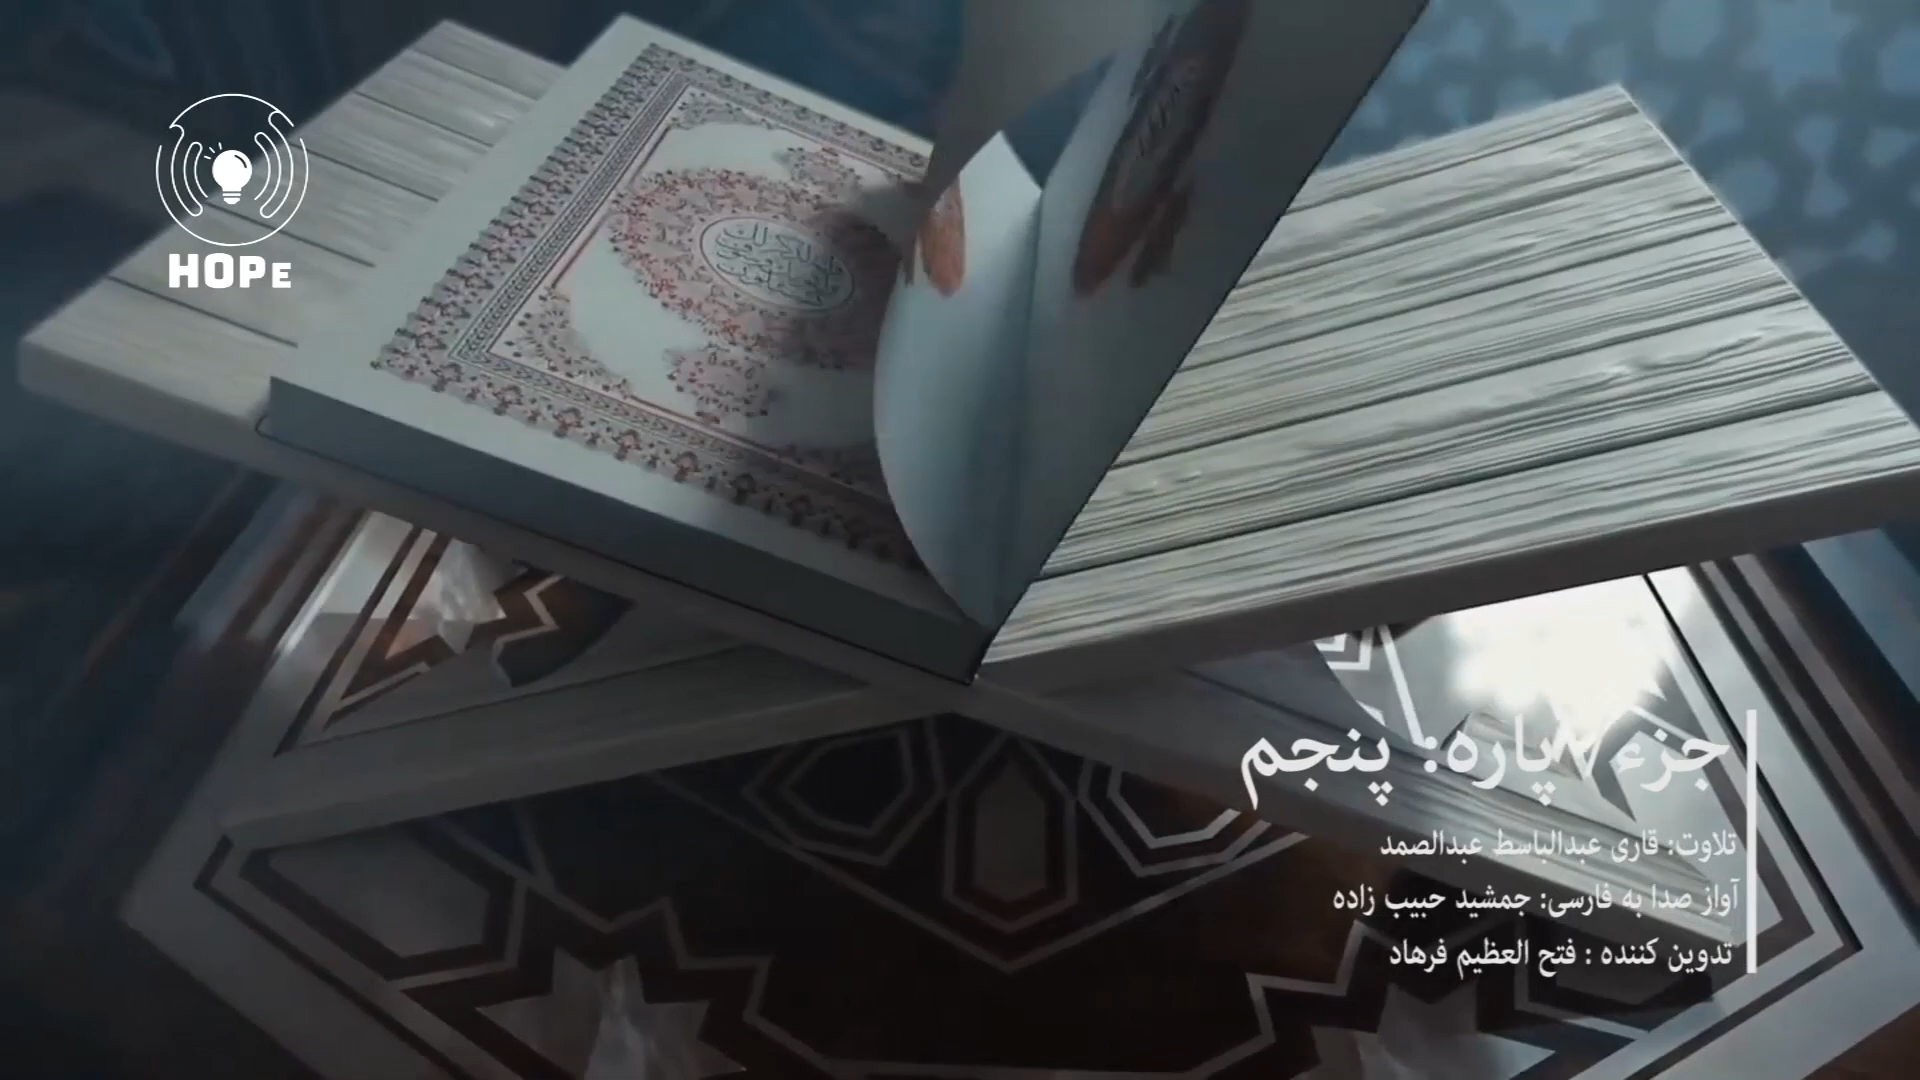 HOPe
جزء / پاره: پنجم
تلاوت: قاری عبدالباسط عبدالصمد
آواز صدا به فارسی: جمشید حبیب زاده
تدوین کننده : فتح العظیم فرهاد